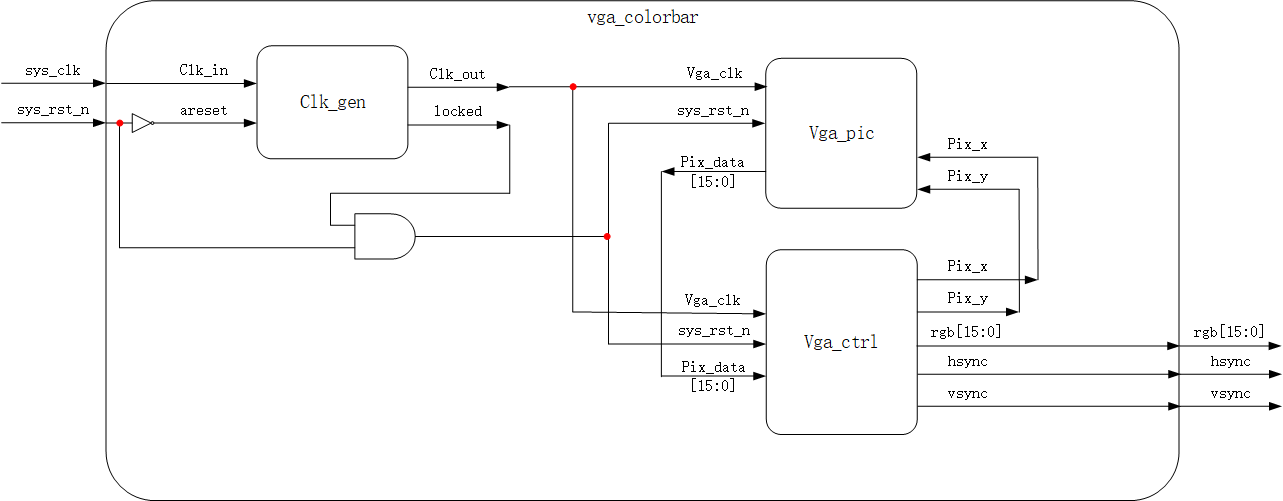 vga_colorbar
sys_clk
Clk_in
sys_rst_n
areset
Clk_gen
Clk_out
locked
Vga_clk
sys_rst_n
Pix_data
[15:0]
Vga_pic
Pix_x
Pix_y
Vga_clk
sys_rst_n
Pix_data
[15:0]
Vga_ctrl
Pix_x
Pix_y
rgb[15:0]
hsync
vsync
rgb[15:0]
hsync
vsync